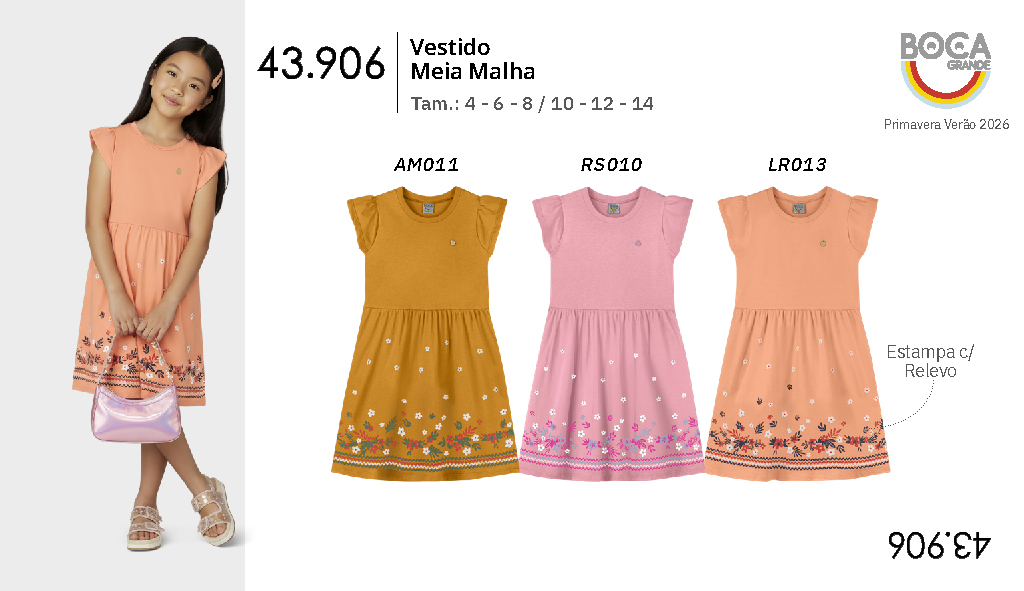 43.906
Vestido
Meia Malha
Tam.: 4 - 6 - 8 / 10 - 12 - 14
BOCA
GRANDE
Primavera Verão 2026
AM011
RS010
LR013
Estampa c/
Relevo
43.906